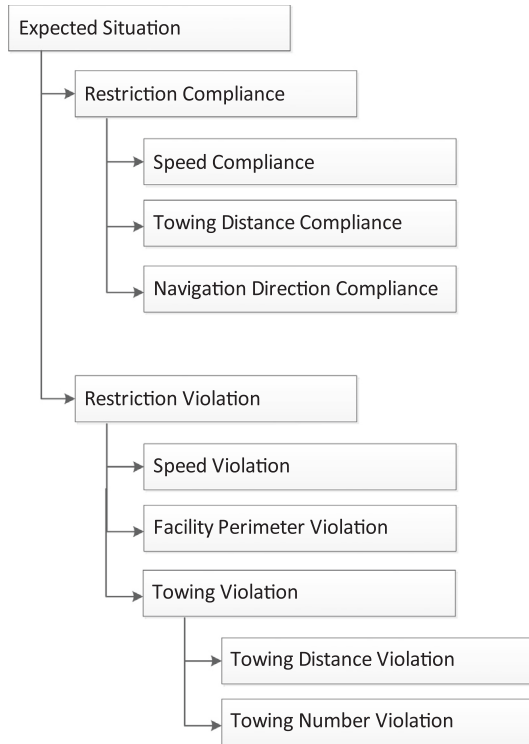 Expected Situation
Restriction Compliance
Speed Compliance
Towing Distance Compliance
Navigation Direction Compliance
Restriction Violation
Speed Violation
Facility Perimeter Violation
Towing Violation
Towing Distance Violation
Towing Number Violation